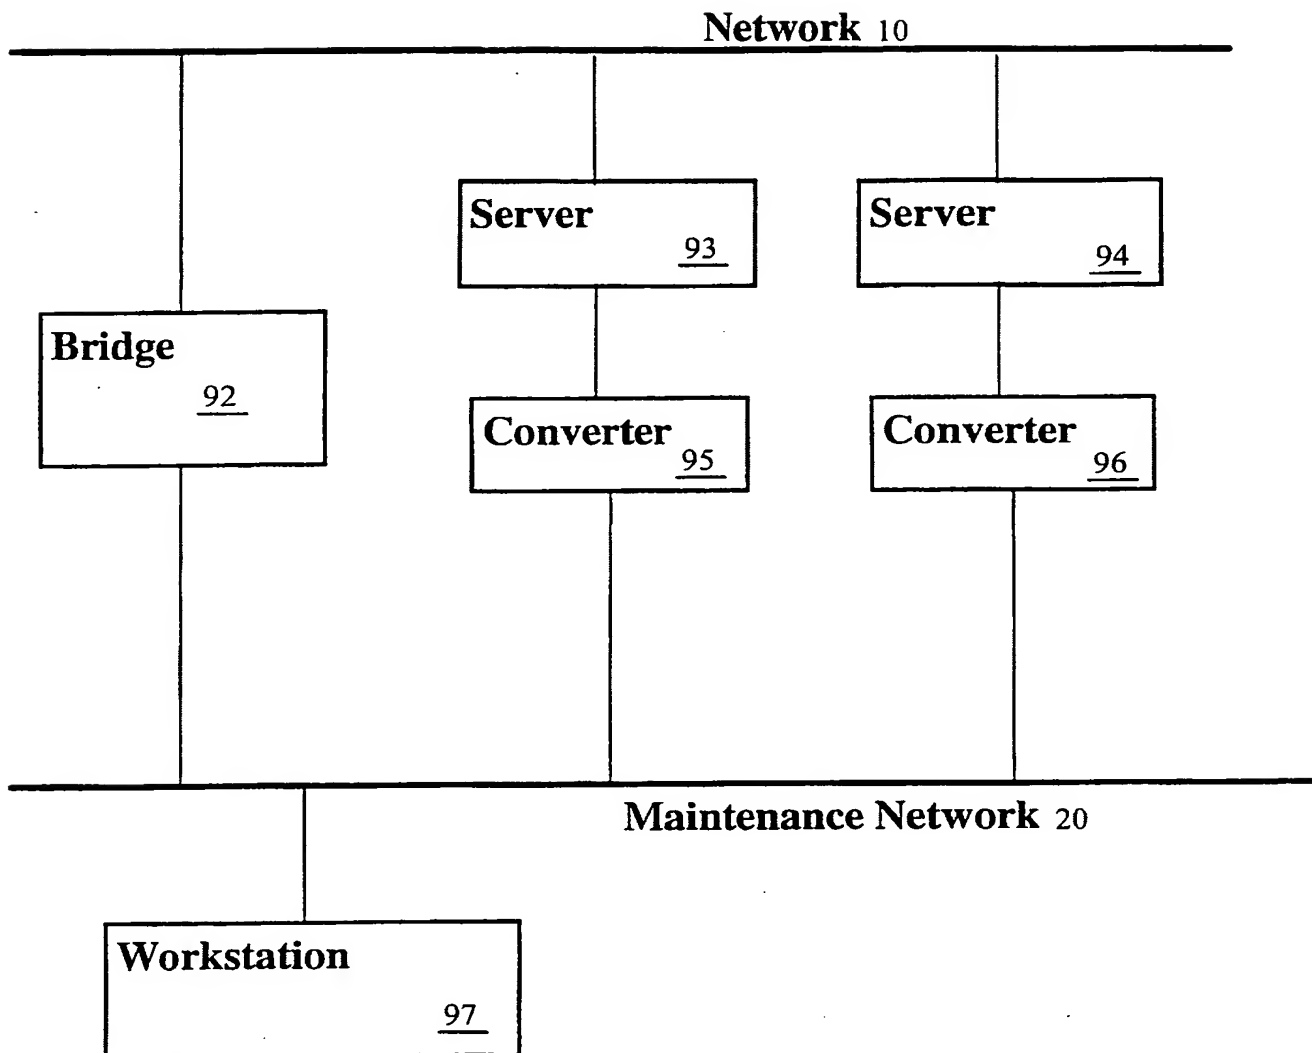 Network 10
Server
93
Server
94
Bridge
92
Converter
95
Converter
96
Maintenance Network 20
Workstation
97